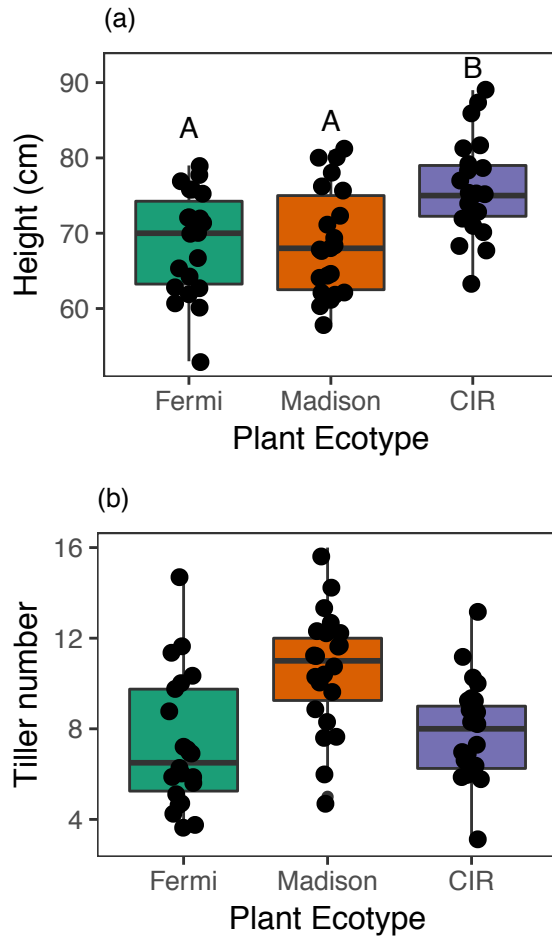 (a)
Height (cm)
90
80
70
60
A
A
B
Fermi
Madison
CIR
Plant Ecotype
(b)
Tiller number
16
12
8
4
Fermi
Madison
CIR
Plant Ecotype